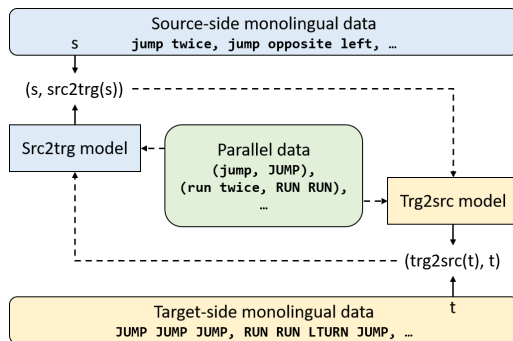 Source-side monolingual data
jump twice, jump opposite left, …
s
(s, src2trg(s))
Src2trg model
Parallel data
(jump, JUMP),
(run twice, RUN RUN),
…
Trg2src model
(trg2src(t), t)
t
Target-side monolingual data
JUMP JUMP JUMP, RUN RUN LTURN JUMP, …